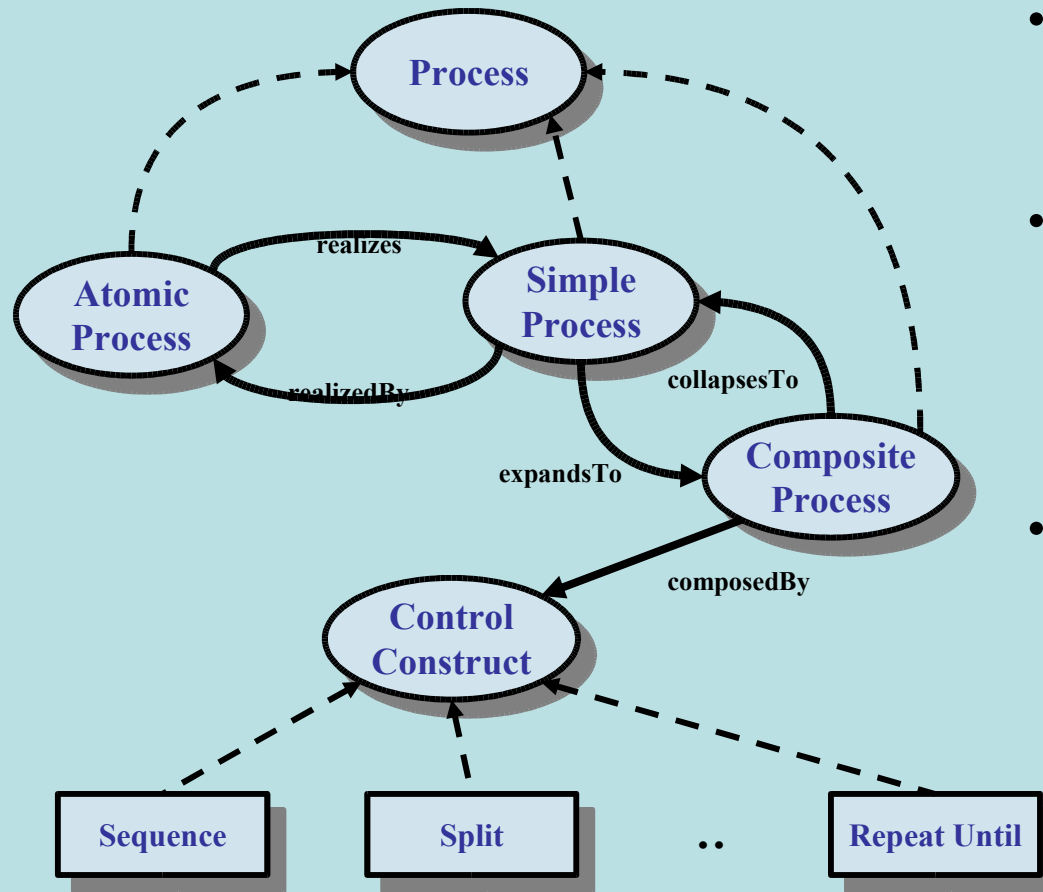 •
Process
realizes
•
Atomic
Process
Simple
Process
realizedBy
collapsesTo
expandsTo
Composite
Process
•
composedBy
Control
Construct
Sequence
Split
..
Repeat Until